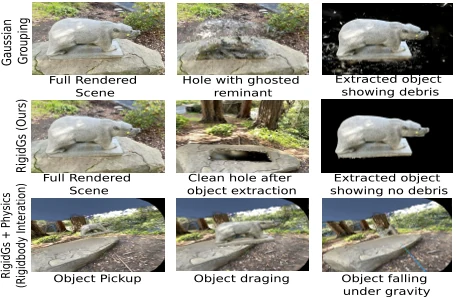 Gaussian
Grouping
Full Rendered
Scene
Hole with ghosted
reminant
Extracted object
showing debris
RigidGs (Ours)
Full Rendered
Scene
Clean hole after
object extraction
Extracted object
showing no debris
RigidGs + Physics
(Rigidbody Interation)
Object Pickup
Object draging
Object falling
under gravity